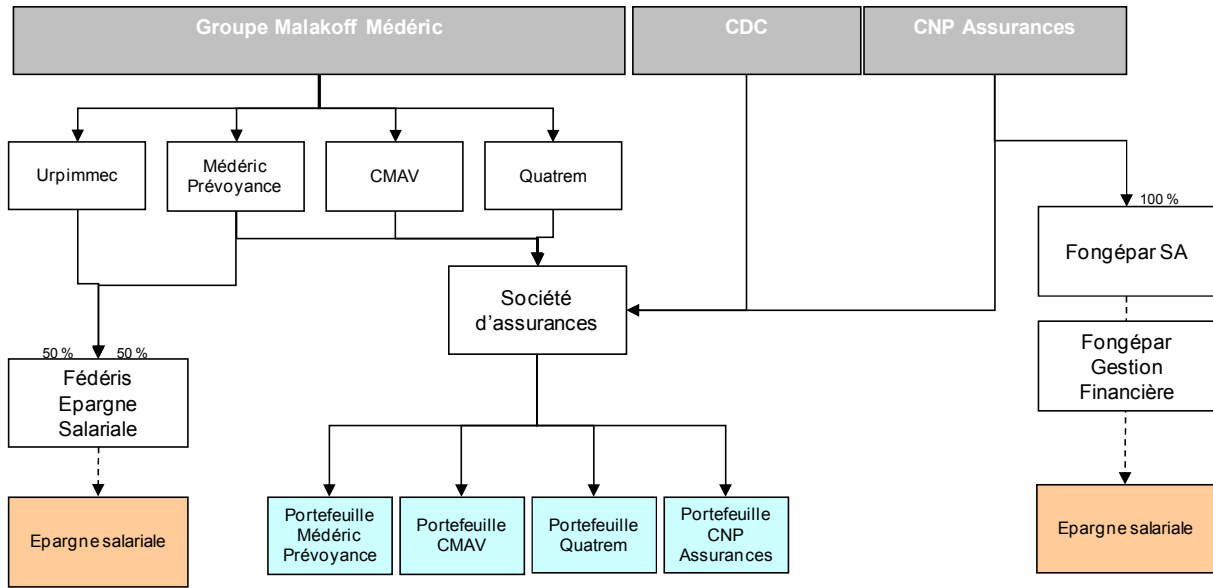 Groupe Malakoff Médéric
CDC
CNP Assurances
Urpimmec
Médéric
Prévoyance
CMAV
Quatrem
100 %
Fongépar SA
Société
d'assurances
50 %
50 %
Fédéris
Epargne
Salariale
Fongépar
Gestion
Financière
Epargne salariale
Portefeuille
Médéric
Prévoyance
Portefeuille
CMAV
Portefeuille
Quatrem
Portefeuille
CNP
Assurances
Epargne salariale